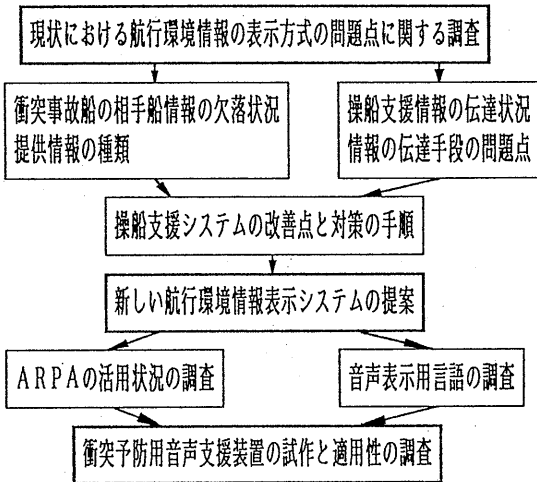 現状における航行環境情報の表示方式の問題点に関する調査
衝突事故船の相手船情報の欠落状況
提供情報の種類
操船支援情報の伝達状況
情報の伝達手段の問題点
操船支援システムの改善点と対策の手順
新しい航行環境情報表示システムの提案
ARPAの活用状況の調査
音声表示用言語の調査
衝突予防用音声支援装置の試作と適用性の調査